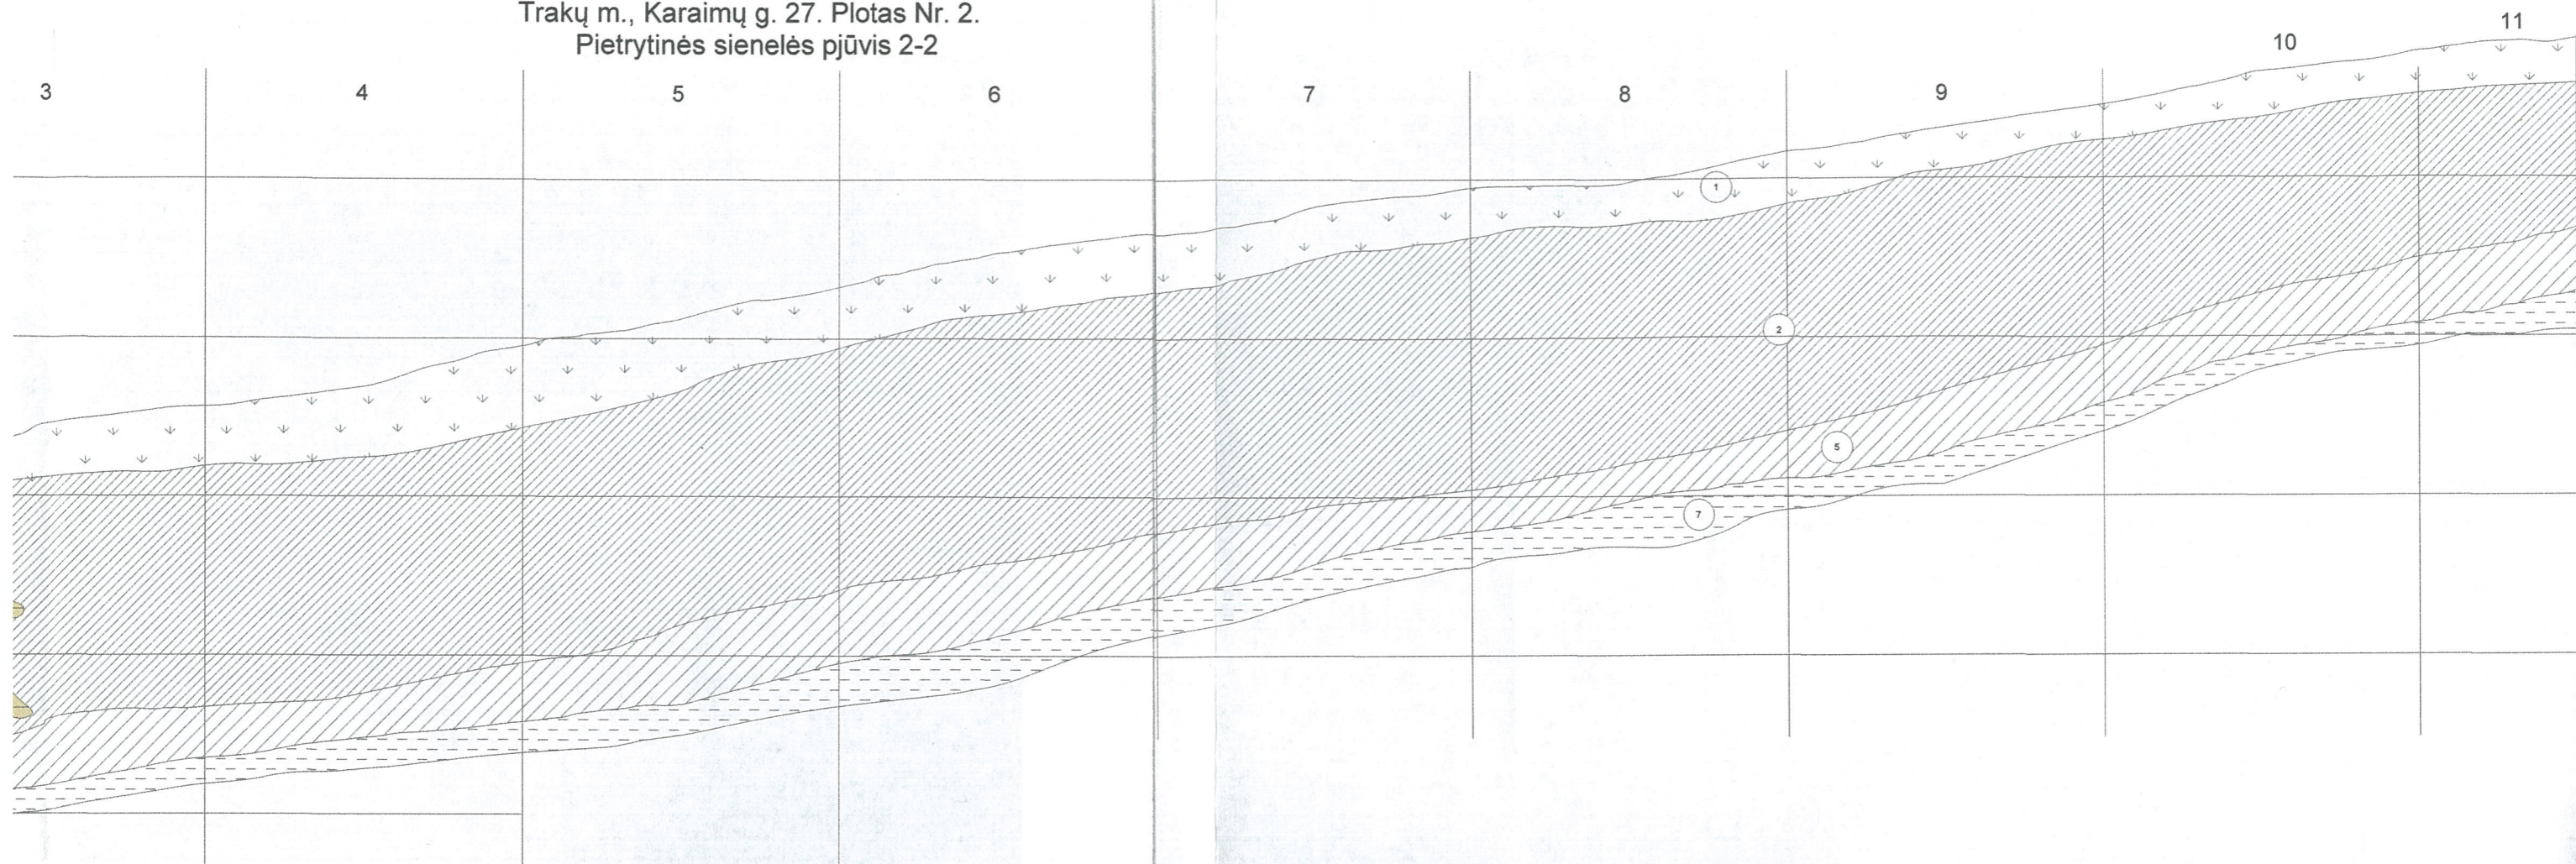 Trakų m., Karaimų g. 27. Plotas Nr. 2.
Pietrytinės sienelės pjūvis 2-2
3 4 5 6 7 8 9 10 11
1
2
5
7